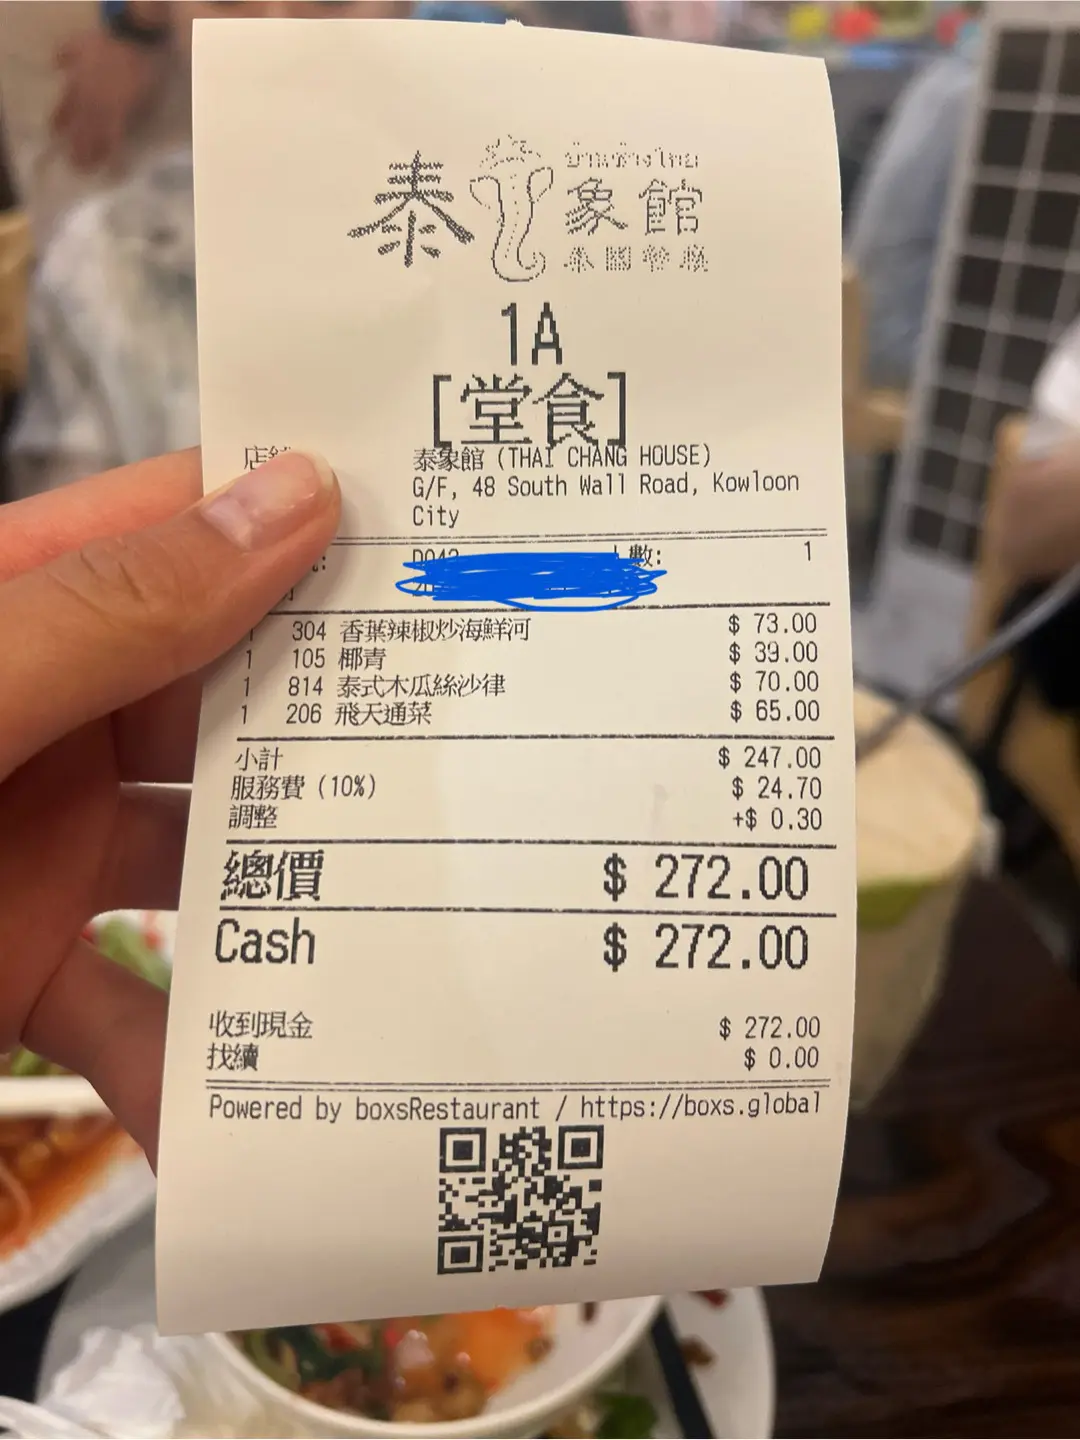 泰 象館
泰國餐廳
1A
[堂食]
店 泰象館 (THAI CHANG HOUSE)
G/F, 48 South Wall Road, Kowloon
City
數: 1
1 304 香葉辣椒炒海鮮河 $ 73.00
1 105 椰青 $ 39.00
1 814 泰式木瓜絲沙律 $ 70.00
1 206 飛天通菜 $ 65.00
小計 $ 247.00
服務費 (10%) $ 24.70
調整 +$ 0.30
總價 $ 272.00
Cash $ 272.00
收到現金 $ 272.00
找續 $ 0.00
Powered by boxsRestaurant / https://boxs.global